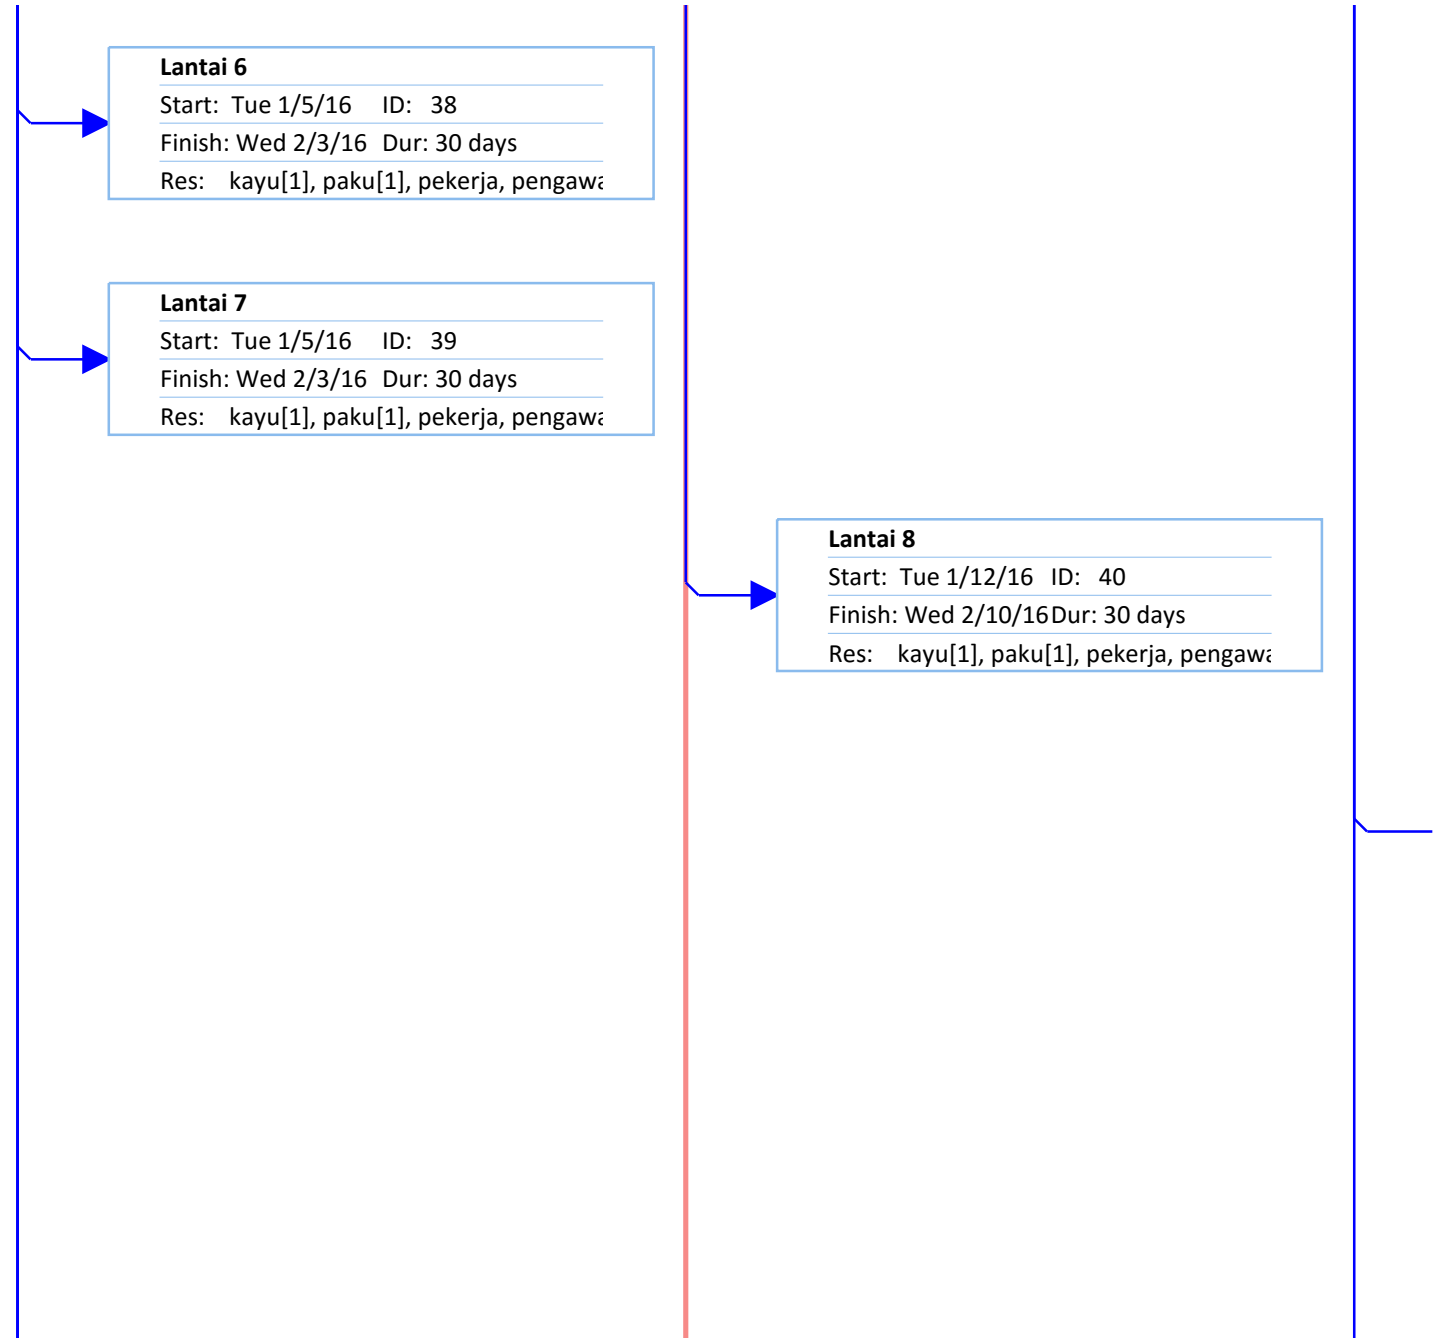 Lantai 6
Start: Tue 1/5/16 ID: 38
Finish: Wed 2/3/16 Dur: 30 days
Res: kayu[1], paku[1], pekerja,
Lantai 7
Start: Tue 1/5/16 ID: 39
Finish: Wed 2/3/16 Dur: 30 days
Res: kayu[1], paku[1], pekerja,
Lantai 8
Start: Tue 1/12/16 ID: 40
Finish: Wed 2/10/16 Dur: 30 days
Res: kayu[1], paku[1], pekerja,